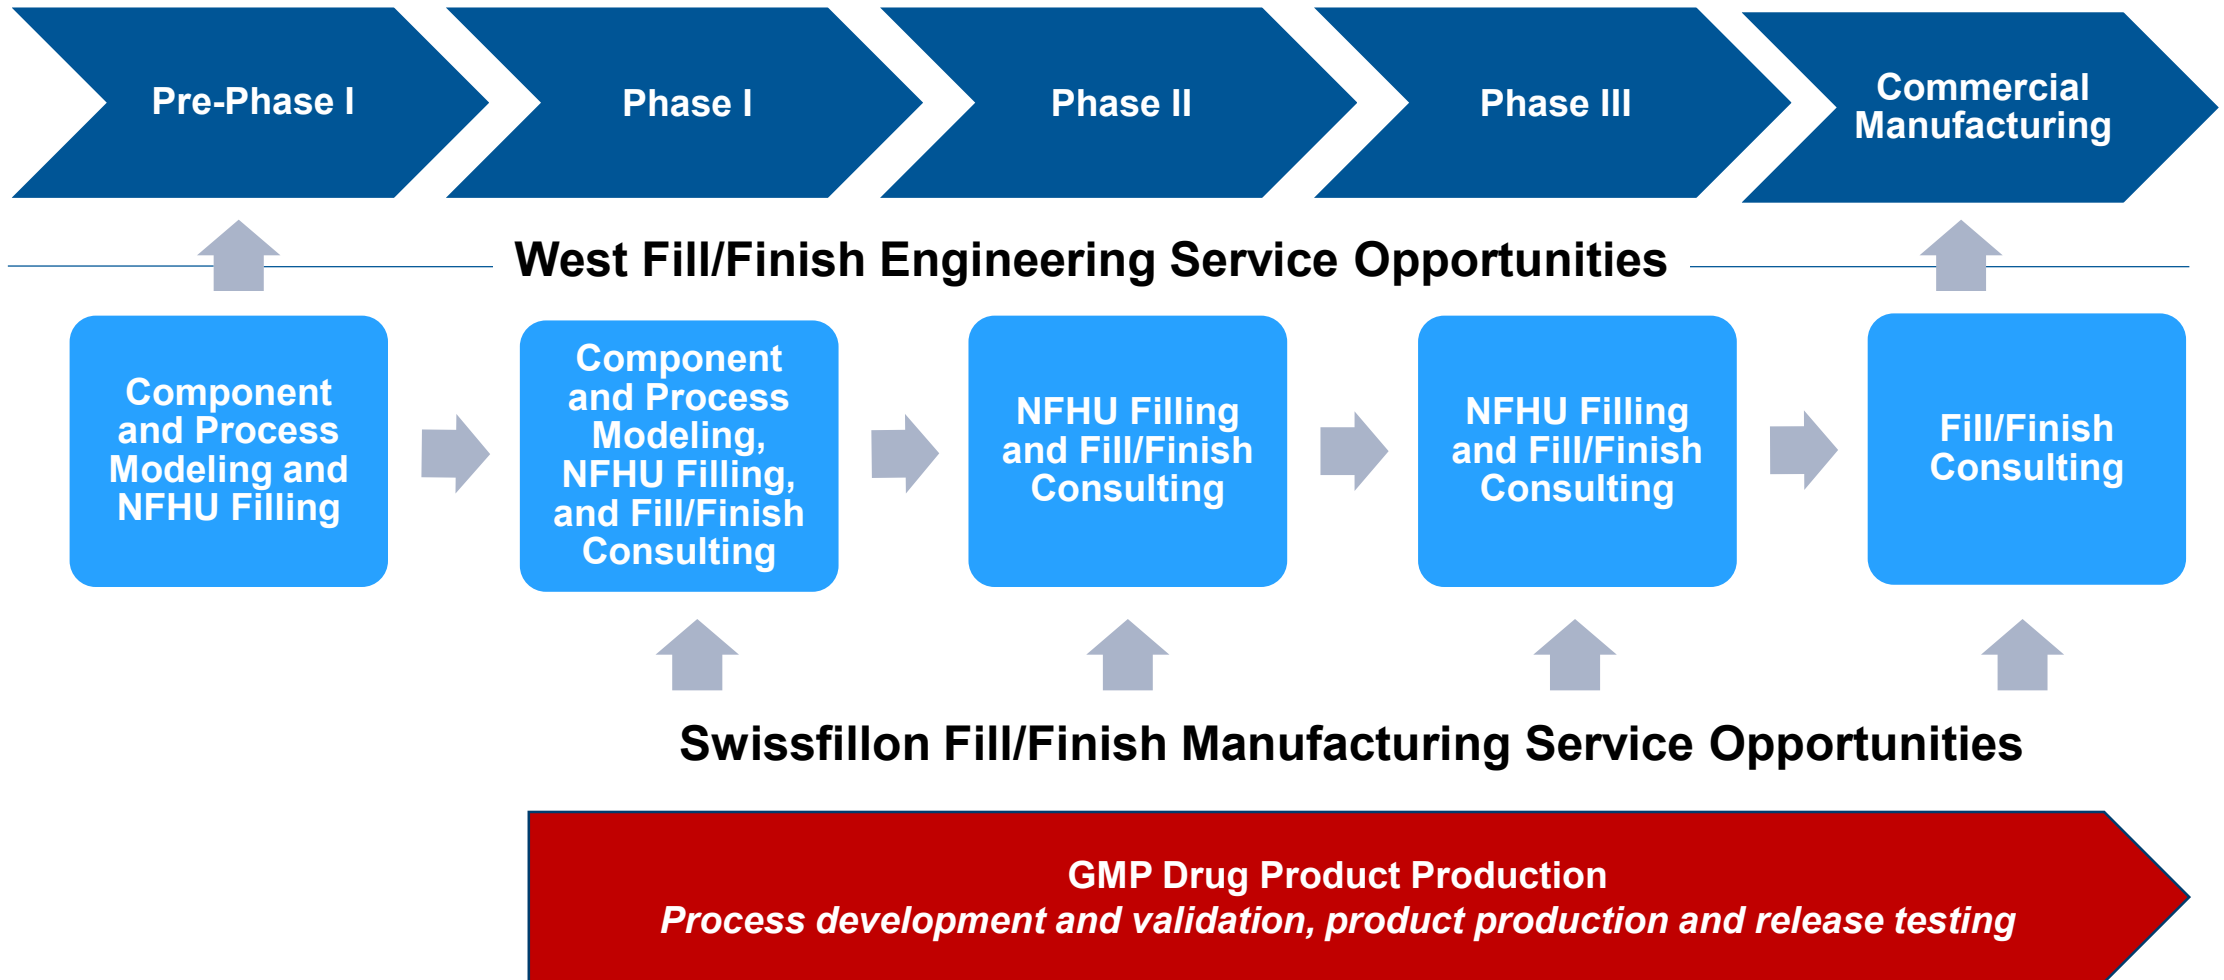 Pre-Phase I
Phase I
Phase II
Phase III
Commercial
Manufacturing
West Fill/Finish Engineering Service Opportunities
Component
and Process
Modeling and
NFHU Filling
Component
and Process
Modeling,
NFHU Filling,
and Fill/Finish
Consulting
NFHU Filling
and Fill/Finish
Consulting
NFHU Filling
and Fill/Finish
Consulting
Fill/Finish
Consulting
Swissfillon Fill/Finish Manufacturing Service Opportunities
GMP Drug Product Production
Process development and validation, product production and release testing